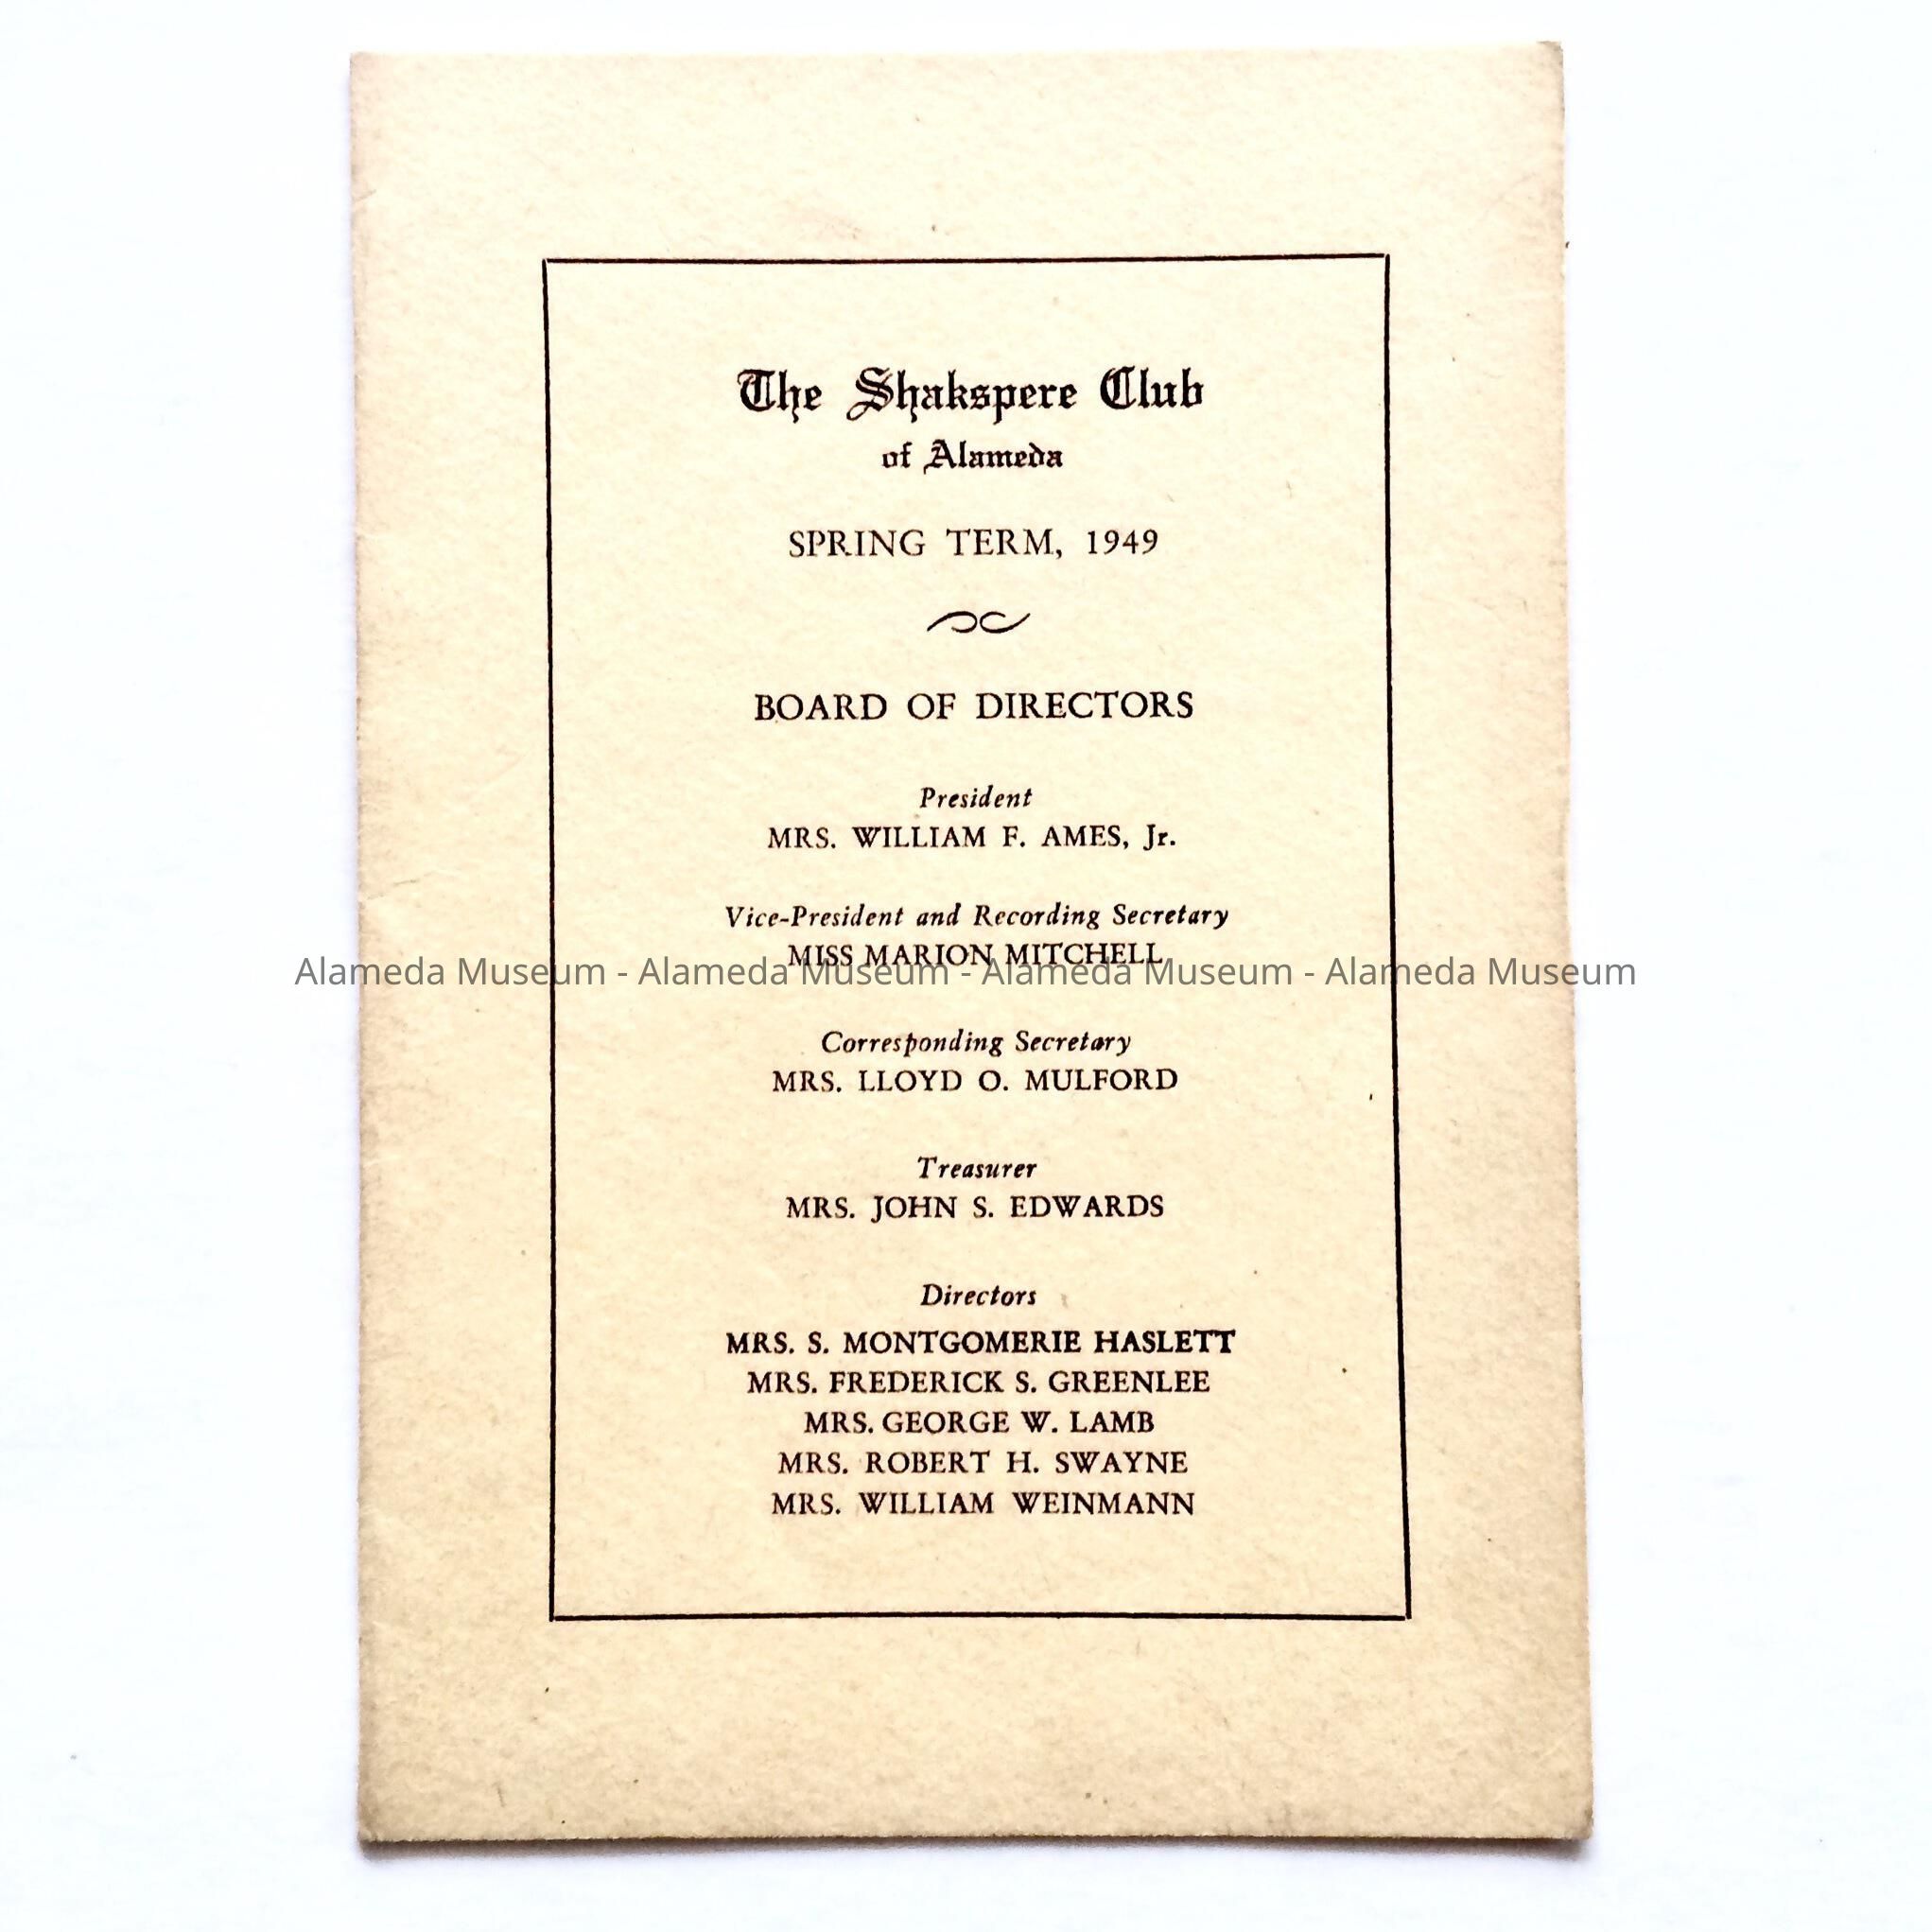 The Shakspere Club
of Alameda
SPRING TERM, 1949
BOARD OF DIRECTORS
President
MRS. WILLIAM F. AMES, Jr.
Vice-President and Recording Secretary
MISS MARION MITCHELL
Alameda Museum - Alameda Museum - Alameda Museum - Alameda Museum
Corresponding Secretary
MRS. LLOYD O. MULFORD
Treasurer
MRS. JOHN S. EDWARDS
Directors
MRS. S. MONTGOMERIE HASLETT
MRS. FREDERICK S. GREENLEE
MRS. GEORGE W. LAMB
MRS. ROBERT H. SWAYNE
MRS. WILLIAM WEINMANN